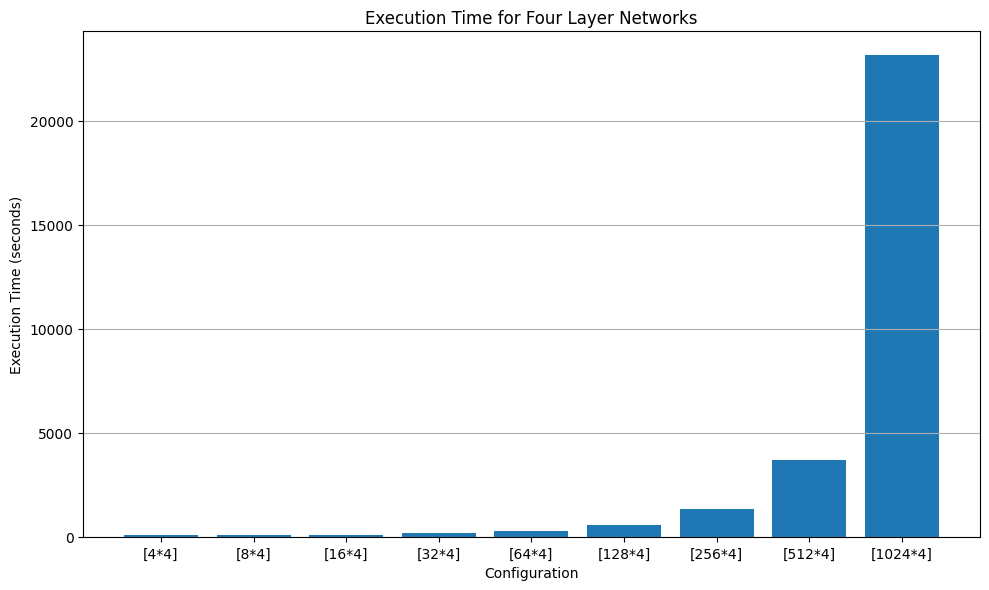 Execution Time for Four Layer Networks
Execution Time (seconds)
20000
15000
10000
5000
0
[4*4] [8*4] [16*4] [32*4] [64*4] [128*4] [256*4] [512*4] [1024*4]
Configuration